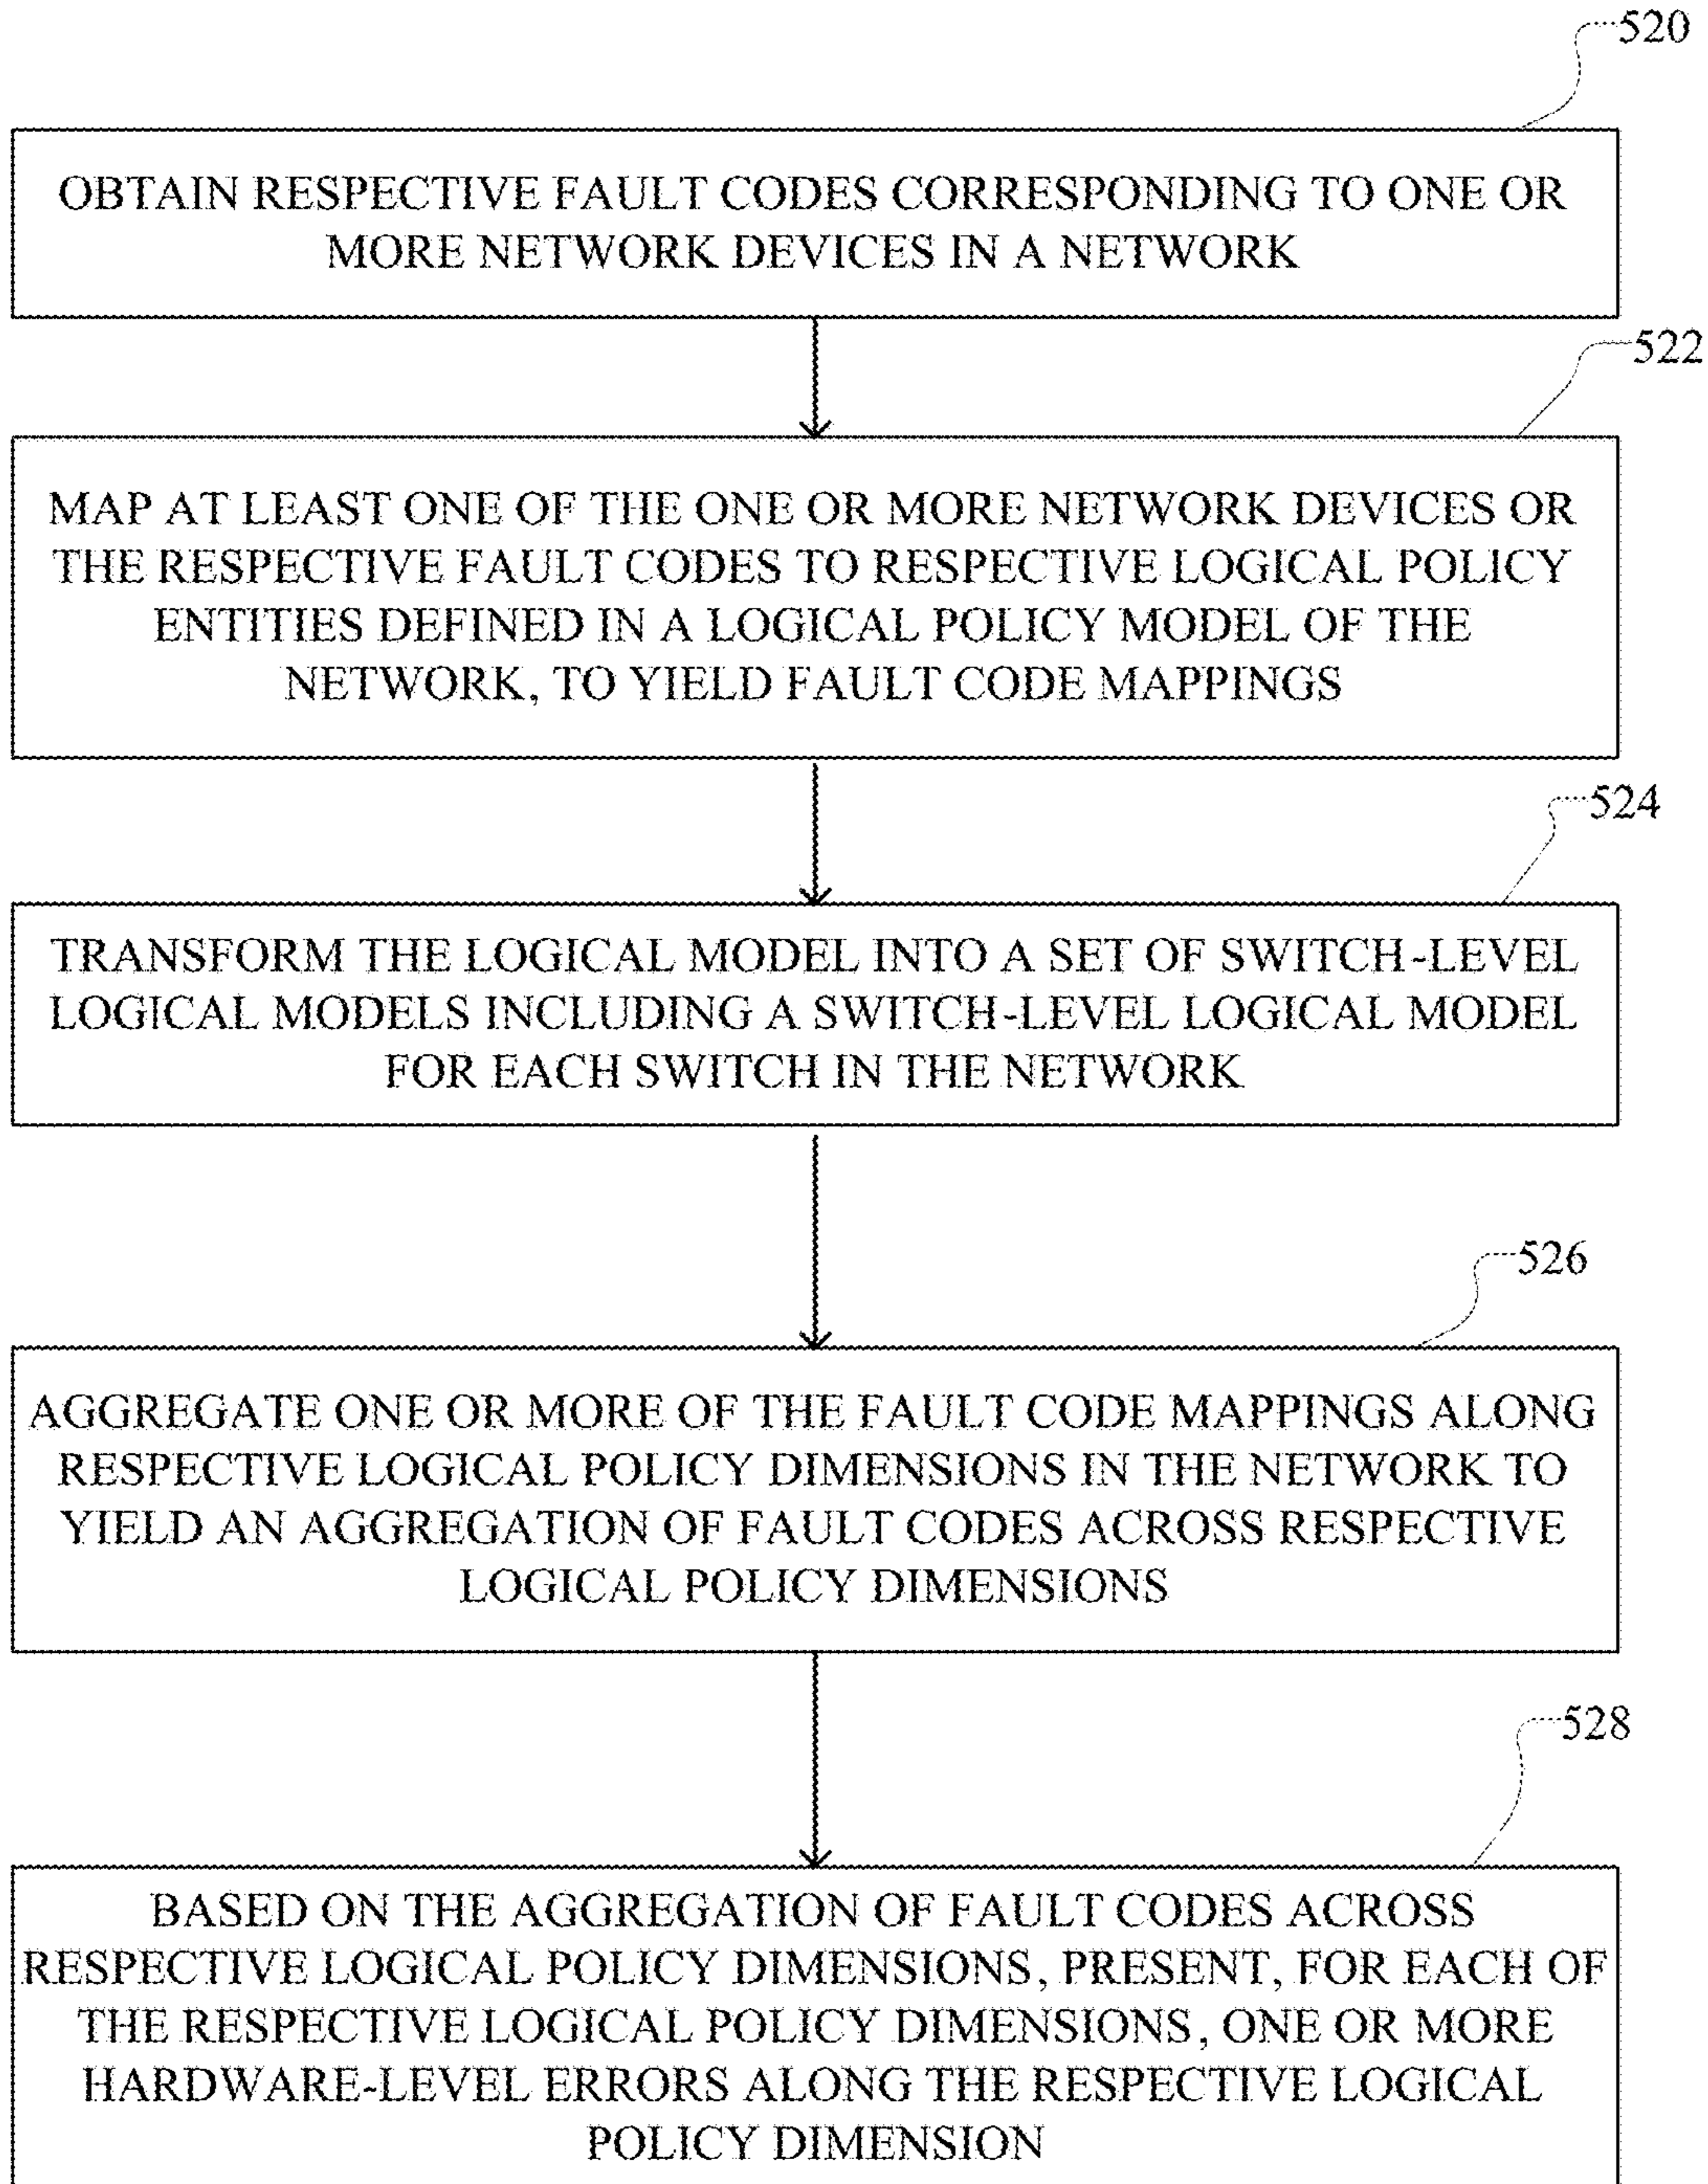 520
OBTAIN RESPECTIVE FAULT CODES CORRESPONDING TO ONE OR
MORE NETWORK DEVICES IN A NETWORK
522
MAP AT LEAST ONE OF THE ONE OR MORE NETWORK DEVICES OR
THE RESPECTIVE FAULT CODES TO RESPECTIVE LOGICAL POLICY
ENTITIES DEFINED IN A LOGICAL POLICY MODEL OF THE
NETWORK, TO YIELD FAULT CODE MAPPINGS
524
TRANSFORM THE LOGICAL MODEL INTO A SET OF SWITCH-LEVEL
LOGICAL MODELS INCLUDING A SWITCH-LEVEL LOGICAL MODEL
FOR EACH SWITCH IN THE NETWORK
526
AGGREGATE ONE OR MORE OF THE FAULT CODE MAPPINGS ALONG
RESPECTIVE LOGICAL POLICY DIMENSIONS IN THE NETWORK TO
YIELD AN AGGREGATION OF FAULT CODES ACROSS RESPECTIVE
LOGICAL POLICY DIMENSIONS
528
BASED ON THE AGGREGATION OF FAULT CODES ACROSS
RESPECTIVE LOGICAL POLICY DIMENSIONS, PRESENT, FOR EACH OF
THE RESPECTIVE LOGICAL POLICY DIMENSIONS, ONE OR MORE
HARDWARE-LEVEL ERRORS ALONG THE RESPECTIVE LOGICAL
POLICY DIMENSION